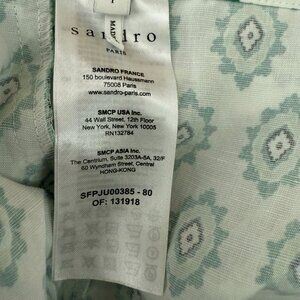 sandro
PARIS
SANDRO FRANCE
150 boulevard Haussmann
75008 Paris
www.sandro-paris.com
SMCP USA Inc.
44 Wall Street, 12th Floor
New York, New York 10005
RN132784
SMCP ASIA Inc.
The Centrium, Suite 3203A-5A, 32/F
60 Wyndham Street, Central
HONG-KONG
SFPJU00385 - 80
OF: 131918